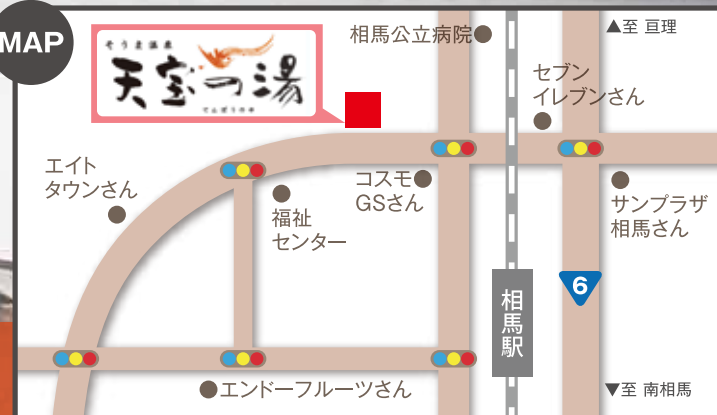 MAP
そうま温泉
天宝の湯
てんぽうのゆ
相馬公立病院
▲至 亘理
セブン
イレブンさん
エイト
タウンさん
福祉
センター
コスモ
GSさん
サンプラザ
相馬さん
6
相馬駅
エンドーフルーツさん
▼至 南相馬